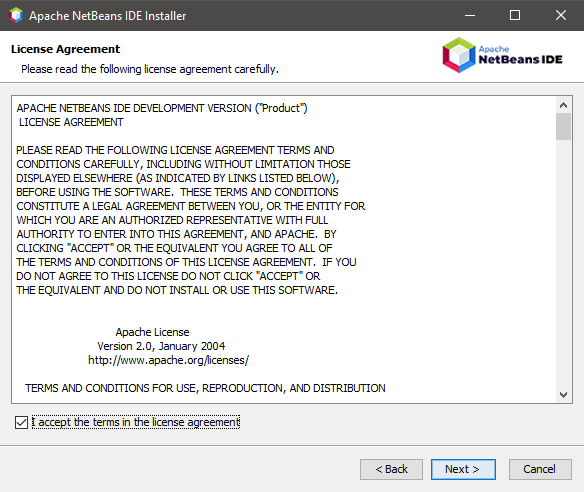 Apache NetBeans IDE Installer
License Agreement
Please read the following license agreement carefully.
Apache
NetBeans IDE
APACHE NETBEANS IDE DEVELOPMENT VERSION ("Product")
LICENSE AGREEMENT
PLEASE READ THE FOLLOWING LICENSE AGREEMENT TERMS AND
CONDITIONS CAREFULLY, INCLUDING WITHOUT LIMITATION THOSE
DISPLAYED ELSEWHERE (AS INDICATED BY LINKS LISTED BELOW),
BEFORE USING THE SOFTWARE.  THESE TERMS AND CONDITIONS
CONSTITUTE A LEGAL AGREEMENT BETWEEN YOU, OR THE ENTITY FOR
WHICH YOU ARE AN AUTHORIZED REPRESENTATIVE WITH FULL
AUTHORITY TO ENTER INTO THIS AGREEMENT, AND APACHE.  BY
CLICKING "ACCEPT" OR THE EQUIVALENT YOU AGREE TO ALL OF
THE TERMS AND CONDITIONS OF THIS LICENSE AGREEMENT.  IF YOU
DO NOT AGREE TO THIS LICENSE DO NOT CLICK "ACCEPT" OR
THE EQUIVALENT AND DO NOT INSTALL OR USE THIS SOFTWARE.
Apache License
Version 2.0, January 2004
http://www.apache.org/licenses/
TERMS AND CONDITIONS FOR USE, REPRODUCTION, AND DISTRIBUTION
I accept the terms in the license agreement
< Back
Next >
Cancel